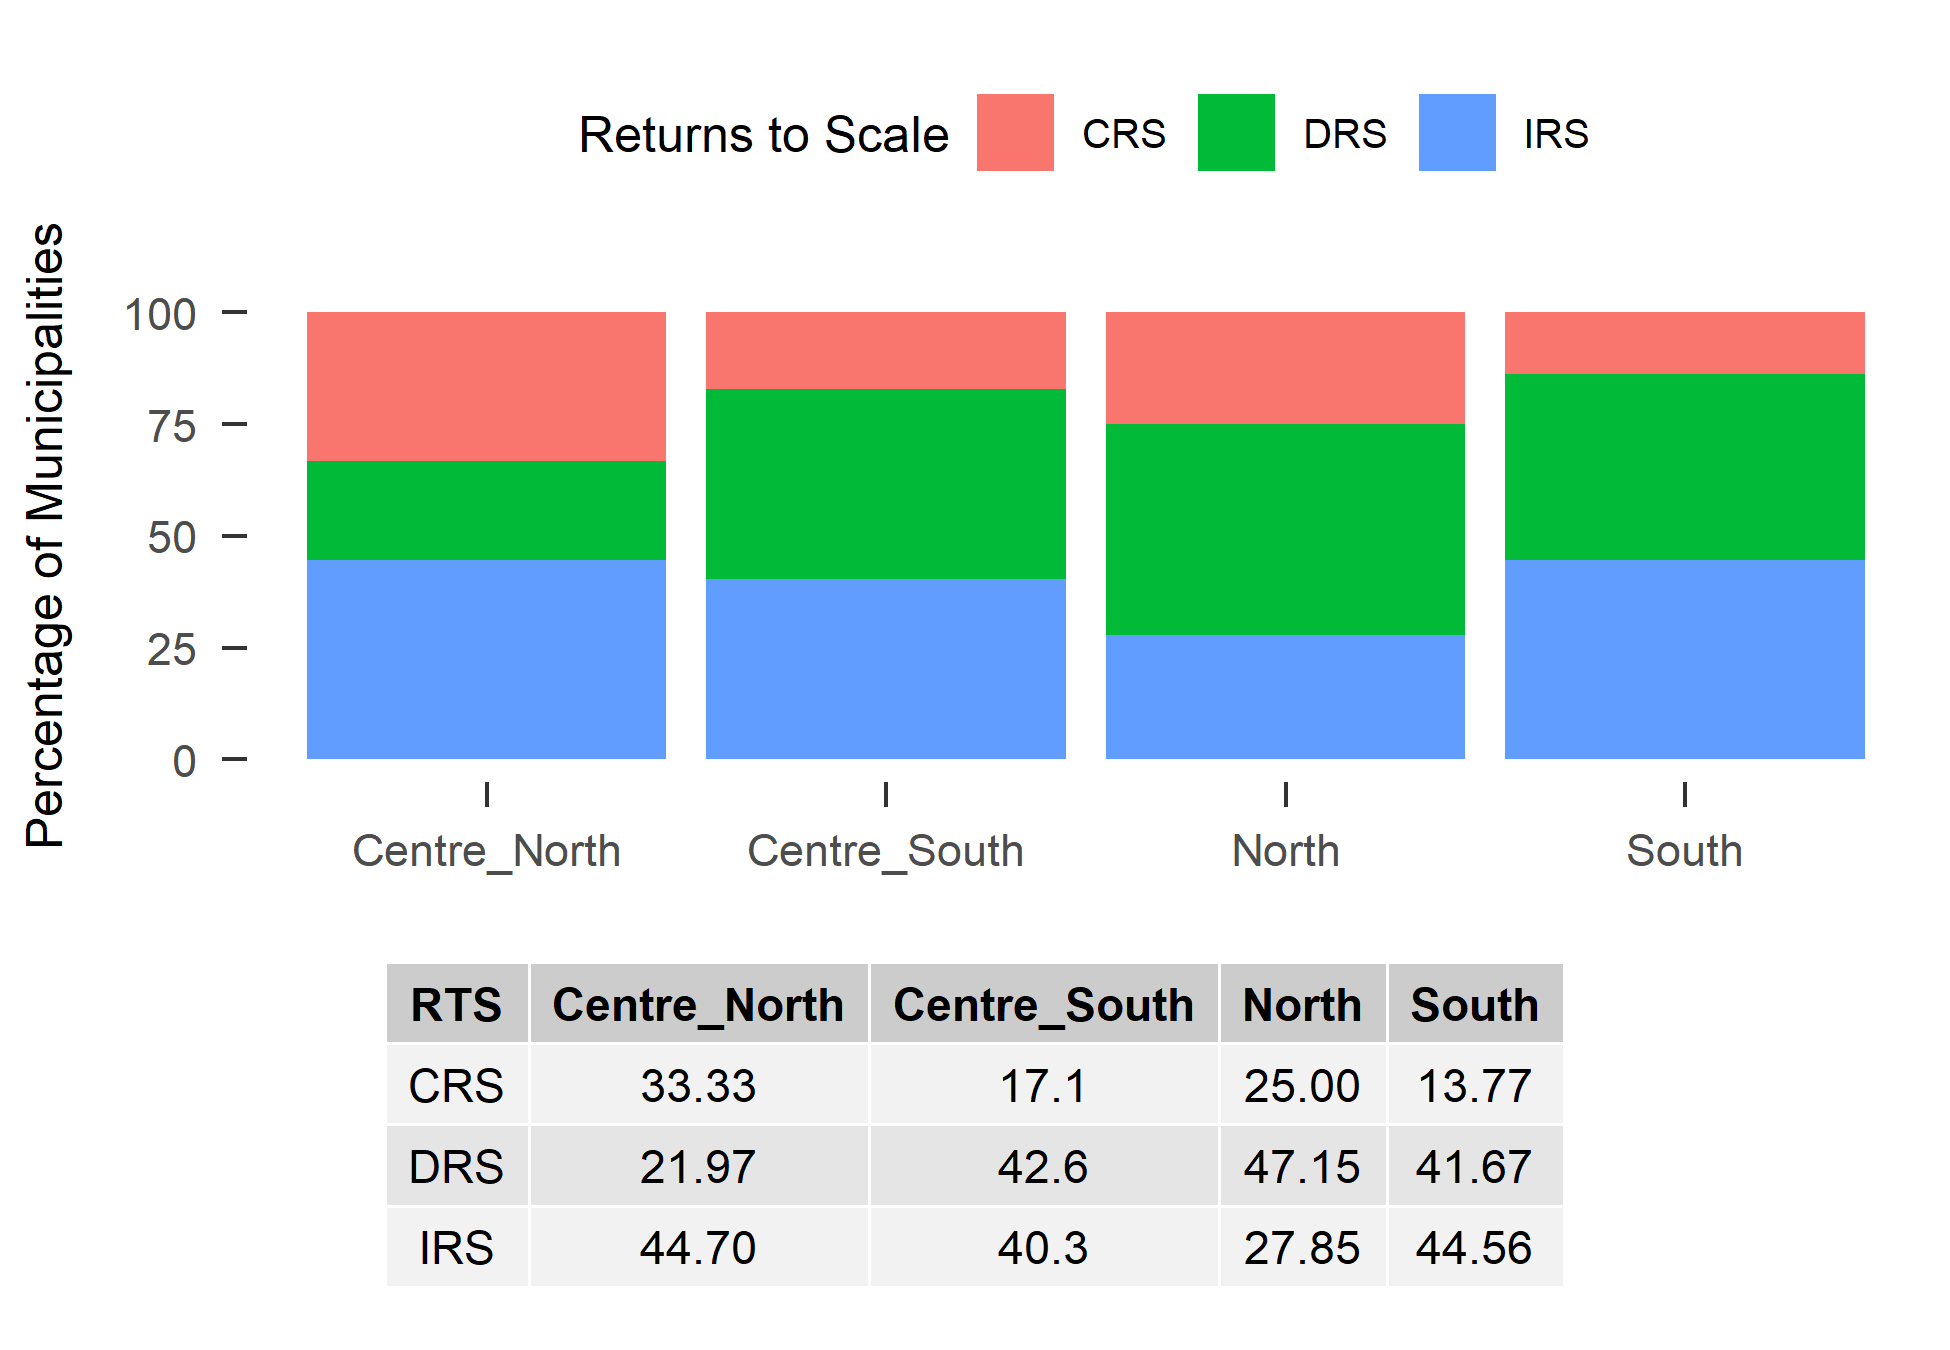 Returns to Scale CRS DRS IRS
Percentage of Municipalities
100
75
50
25
0
Centre_North Centre_South North South
RTS Centre_North Centre_South North South
CRS 33.33 17.1 25.00 13.77
DRS 21.97 42.6 47.15 41.67
IRS 44.70 40.3 27.85 44.56